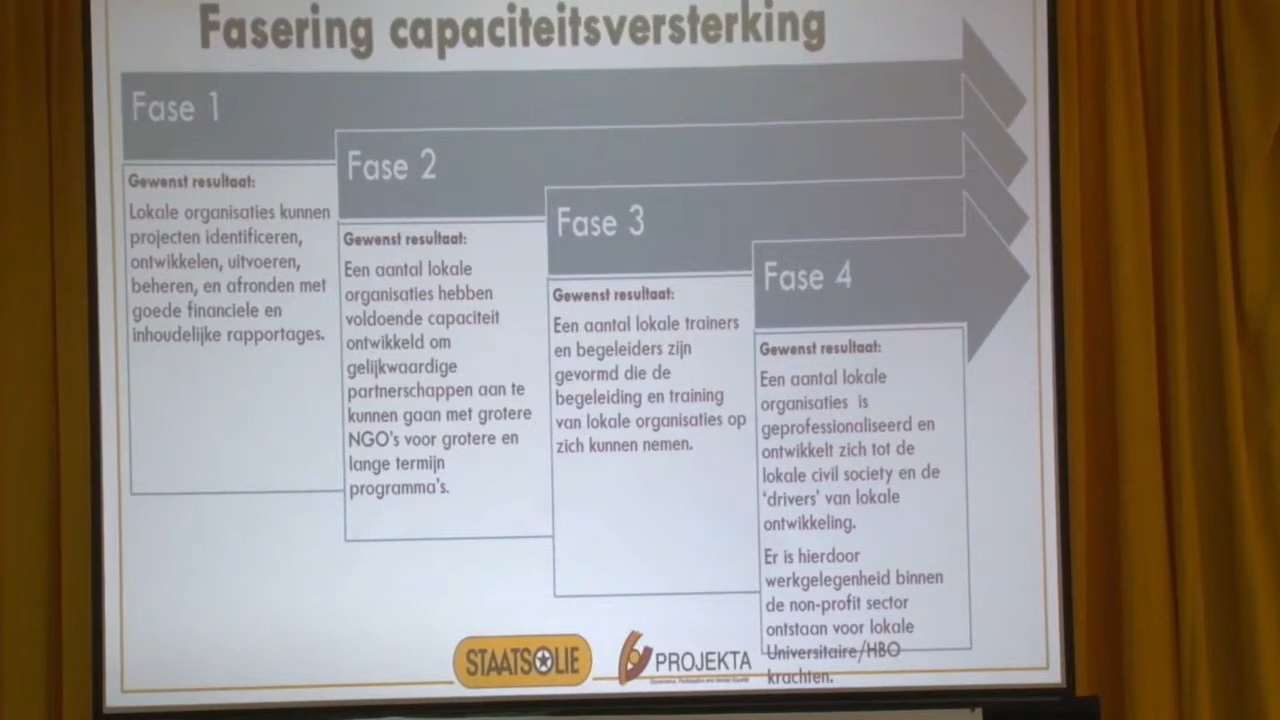 Fasering capaciteitsversterking
Fase 1
Gewenst resultaat:
Lokale organisaties kunnen
projecten identificeren,
ontwikkelen, uitvoeren,
beheren, en afronden met
goede financiele en
inhoudelijke rapportages.
Fase 2
Gewenst resultaat:
Een aantal lokale
organisaties hebben
voldoende capaciteit
ontwikkeld om
gelijkwaardige
partnerschappen aan te
kunnen gaan met grotere
NGO's voor grotere en
lange termijn
programma's.
Fase 3
Gewenst resultaat:
Een aantal lokale trainers
en begeleiders zijn
gevormd die de
begeleiding en training
van lokale organisaties op
zich kunnen nemen.
Fase 4
Gewenst resultaat:
Een aantal lokale
organisaties is
geprofessionaliseerd en
ontwikkelt zich tot de
lokale civil society en de
'drivers' van lokale
ontwikkeling.
Er is hierdoor
werkgelegenheid binnen
de non-profit sector
ontstaan voor lokale
Universitaire/HBO
krachten.
STAATSOLIE
PROJEKTA